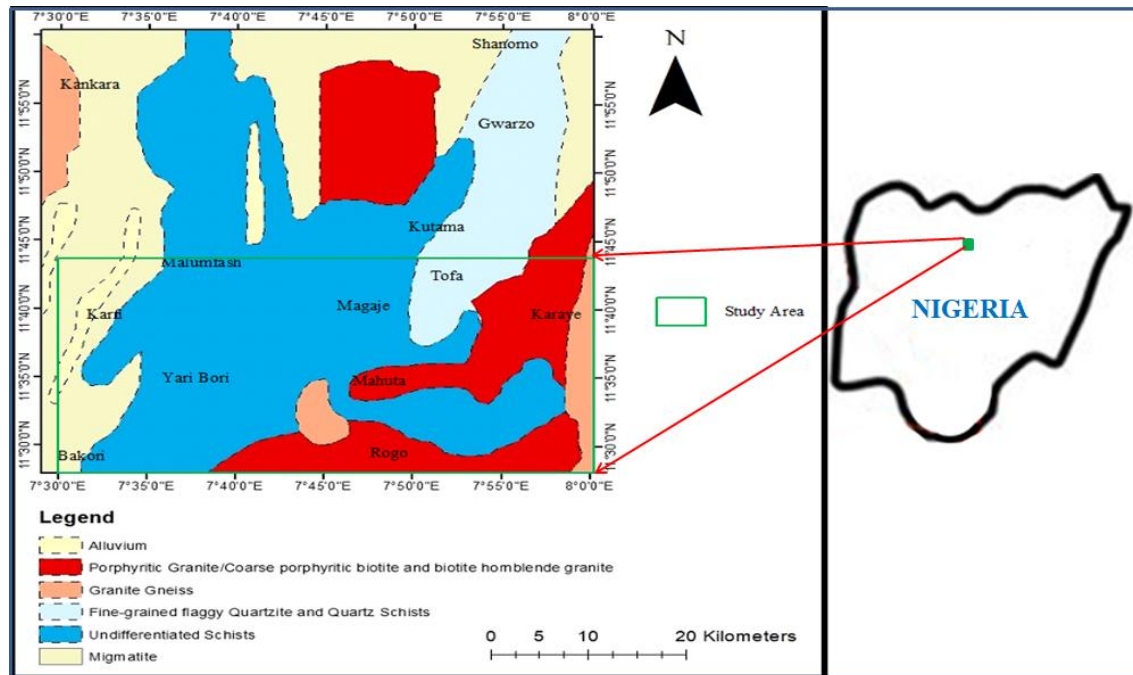 7°30'0"E 7°35'0"E 7°40'0"E 7°45'0"E 7°50'0"E 7°55'0"E 8°0'0"E
Shanomo
Kankara
11°55'0"N 11°55'0"N
Gwarzo
11°50'0"N 11°50'0"N
Kutama
11°45'0"N 11°45'0"N
Malumfash
Tofa
Magaje
Karfi Karaye
11°40'0"N 11°40'0"N
Yari Bori
Mahuta
11°35'0"N 11°35'0"N
Rogo
Bakori
11°30'0"N 11°30'0"N
7°30'0"E 7°35'0"E 7°40'0"E 7°45'0"E 7°50'0"E 7°55'0"E 8°0'0"E
N
Study Area
NIGERIA
Legend
Alluvium
Porphyritic Granite/Coarse porphyritic biotite and biotite homblende granite
Granite Gneiss
Fine-grained flaggy Quartzite and Quartz Schists
Undifferentiated Schists
Migmatite
0 5 10 20 Kilometers